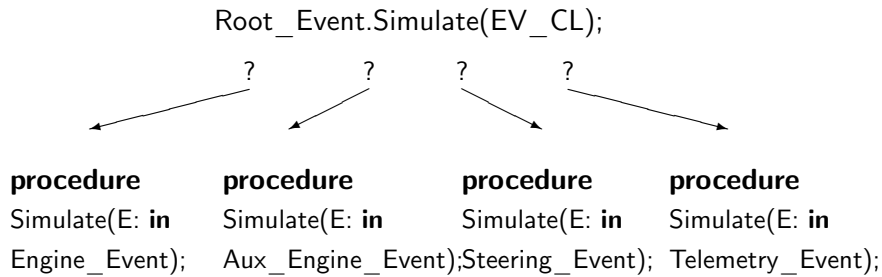 Root_Event.Simulate(EV_CL);
? ? ? ?
procedure procedure procedure procedure
Simulate(E: in Simulate(E: in Simulate(E: in Simulate(E: in
Engine_Event); Aux_Engine_Event);Steering_Event); Telemetry_Event);